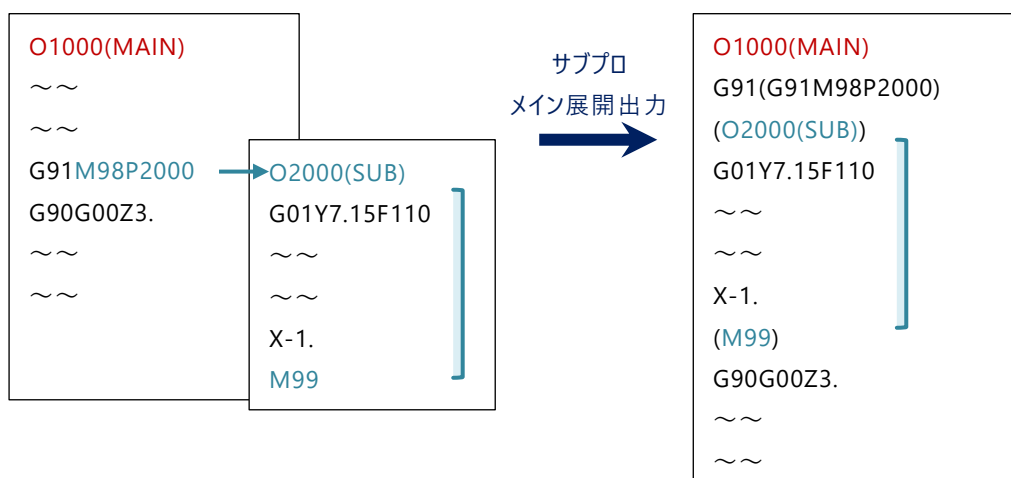 O1000(MAIN)
～～
～～
G91M98P2000
G90G00Z3.
～～
～～
O2000(SUB)
G01Y7.15F110
～～
～～
X-1.
M99
サブプロ
メイン展開出力
O1000(MAIN)
G91(G91M98P2000)
(O2000(SUB))
G01Y7.15F110
～～
～～
X-1.
(M99)
G90G00Z3.
～～
～～